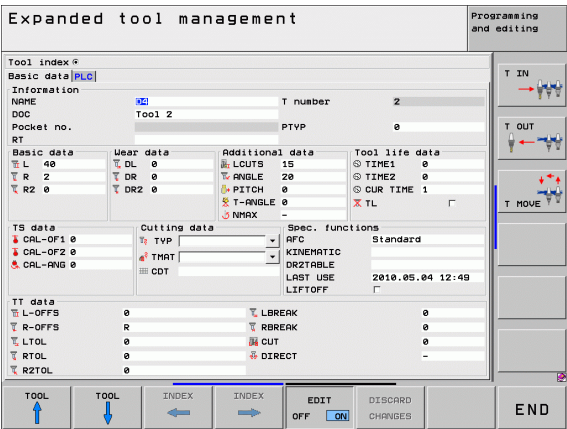 Expanded tool management
Programming
and editing
Tool index
Basic data PLC
Information
NAME D4 T number 2
DOC Tool 2
Pocket no. PTYP 0
RT
Basic data Wear data Additional data Tool life data
L 40 DL 0 LCUTS 15 TIME1 0
R 2 DR 0 ANGLE 20 TIME2 0
R2 0 DR2 0 PITCH 0 CUR TIME 1
T-ANGLE 0 TL
NMAX -
TS data Cutting data Spec. functions
CAL-OF1 0 TYP AFC Standard
CAL-OF2 0 TMAT KINEMATIC
CAL-ANG 0 CDT DR2TABLE
LAST USE 2010.05.04 12:49
LIFTOFF
TT data
L-OFFS 0 LBREAK 0
R-OFFS R RBREAK 0
LTOL 0 CUT 0
RTOL 0 DIRECT -
R2TOL 0
T IN
T OUT
T MOVE
TOOL
TOOL
INDEX
INDEX
EDIT
OFF ON
DISCARD
CHANGES
END